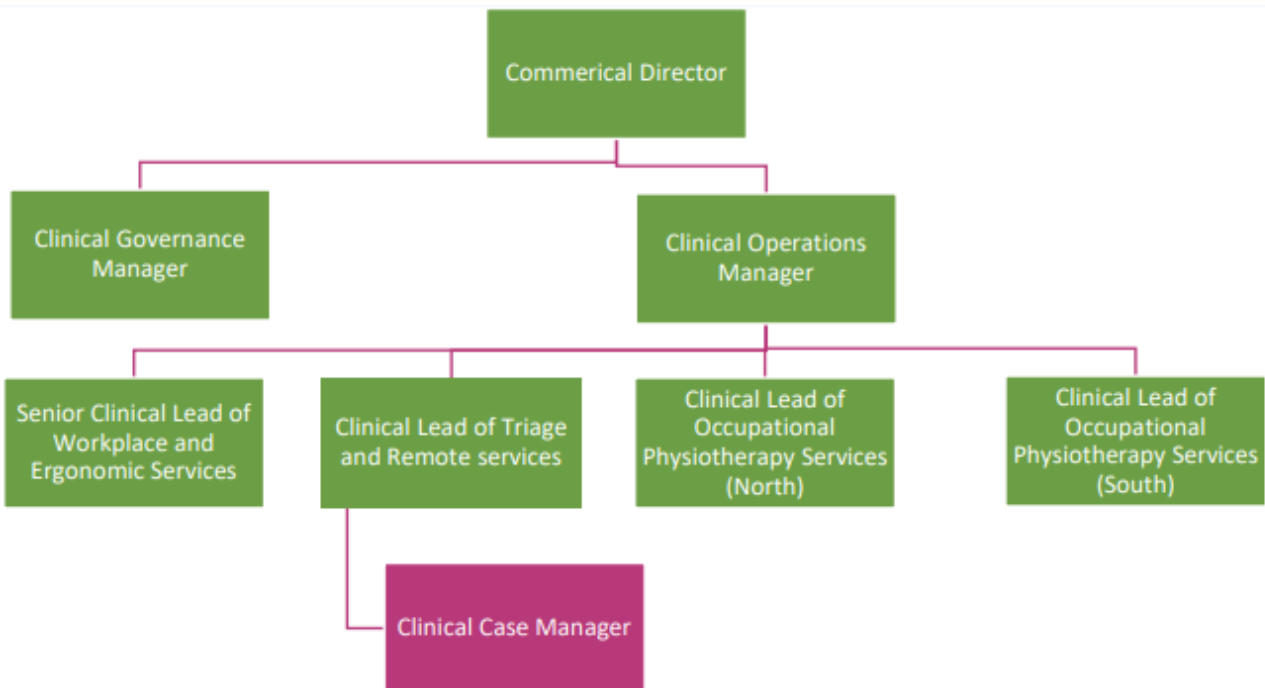 Commerical Director
Clinical Governance
Manager
Clinical Operations
Manager
Senior Clinical Lead of
Workplace and
Ergonomic Services
Clinical Lead of Triage
and Remote services
Clinical Lead of
Occupational
Physiotherapy Services
(North)
Clinical Lead of
Occupational
Physiotherapy Services
(South)
Clinical Case Manager